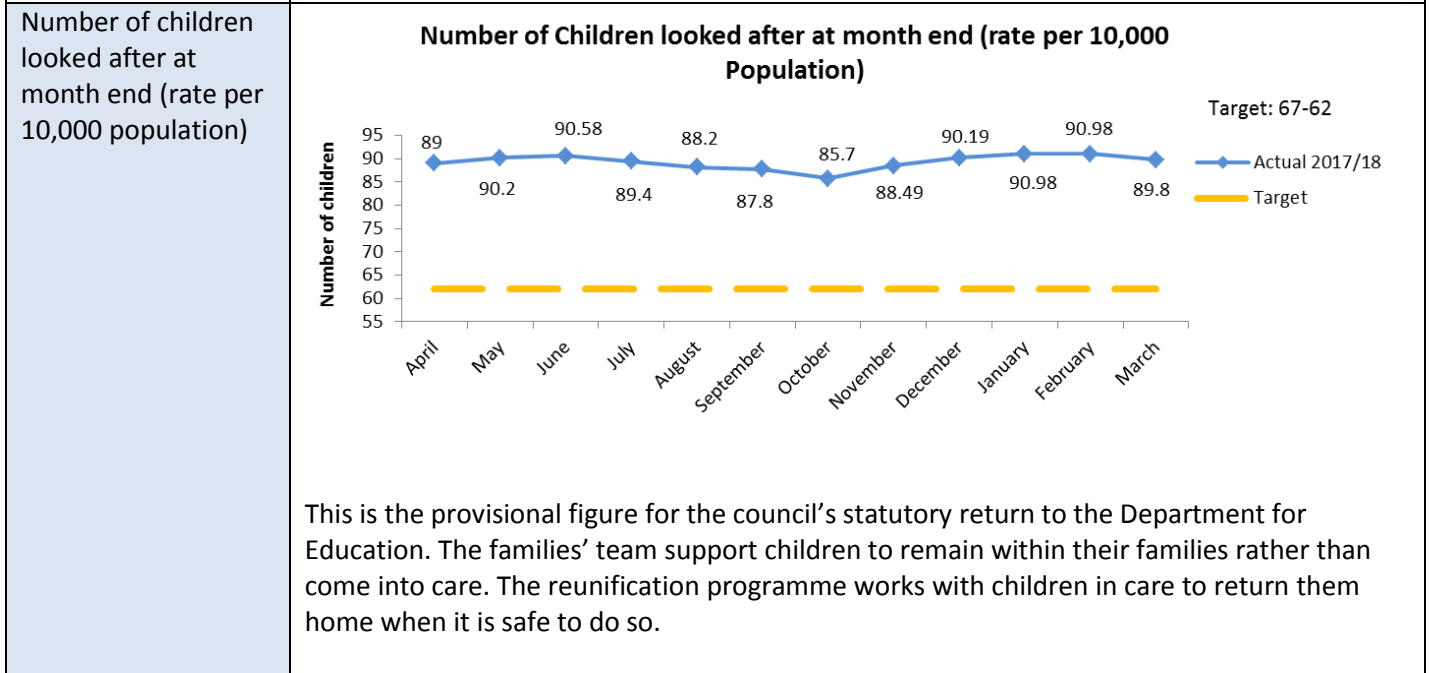 Number of children
looked after at
month end (rate per
10,000 population)
Number of Children looked after at month end (rate per 10,000
Population)
Target: 67-62
Number of children
95
90
85
80
75
70
65
60
55
89
90.2
90.58
89.4
88.2
87.8
85.7
88.49
90.19
90.98
90.98
89.8
Actual 2017/18
Target
April
May
June
July
August
September
October
November
December
January
February
March
This is the provisional figure for the council’s statutory return to the Department for
Education. The families’ team support children to remain within their families rather than
come into care. The reunification programme works with children in care to return them
home when it is safe to do so.